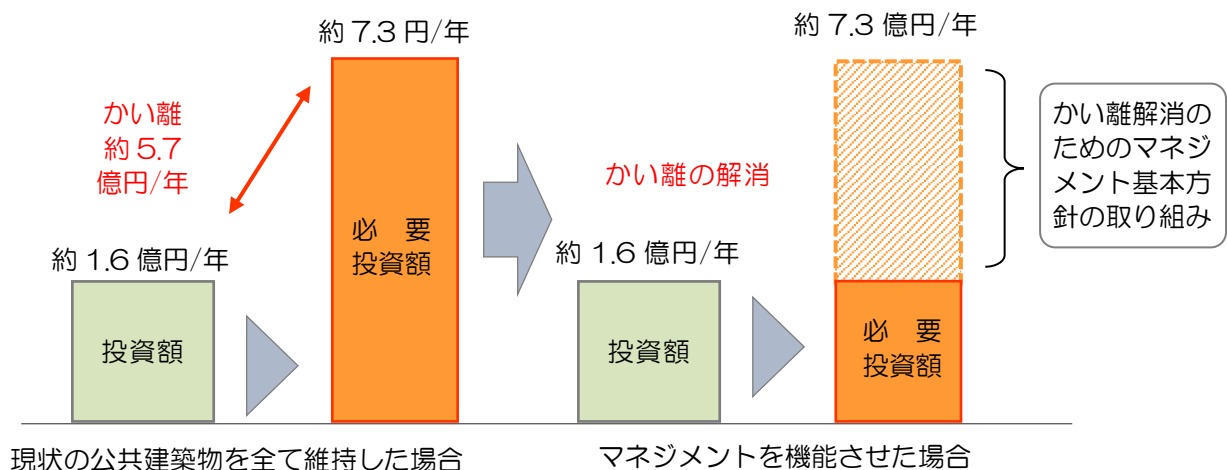 約 7.3 円/年
かい離
約 5.7
億円/年
約 1.6 億円/年
必 要
投資額
投資額
現状の公共建築物を全て維持した場合
かい離の解消
約 7.3 億円/年
約 1.6 億円/年
投資額
必 要
投資額
かい離解消の
ためのマネジ
メント基本方
針の取り組み
マネジメントを機能させた場合